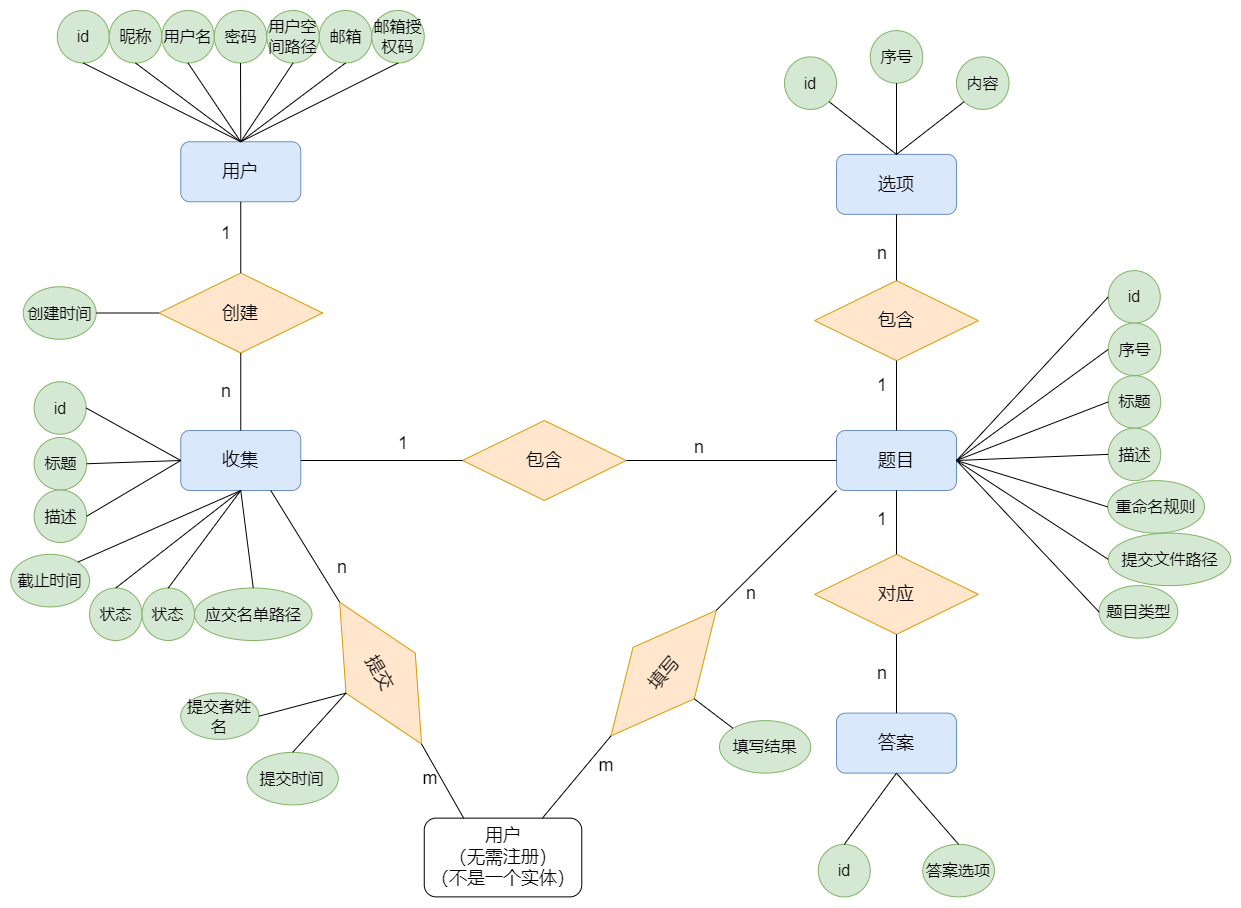 id
昵称
用户名
密码
用户空
间路径
邮箱
邮箱授
权码
用户
1
创建时间
创建
n
id
标题
描述
收集
截止时间
状态
状态
应交名单路径
1
包含
n
n
提交
提交者姓
名
提交时间
m
用户
（无需注册）
（不是一个实体）
n
填写
填写结果
m
id
序号
内容
选项
n
包含
1
题目
id
序号
标题
描述
重命名规则
提交文件路径
题目类型
1
对应
n
答案
id
答案选项